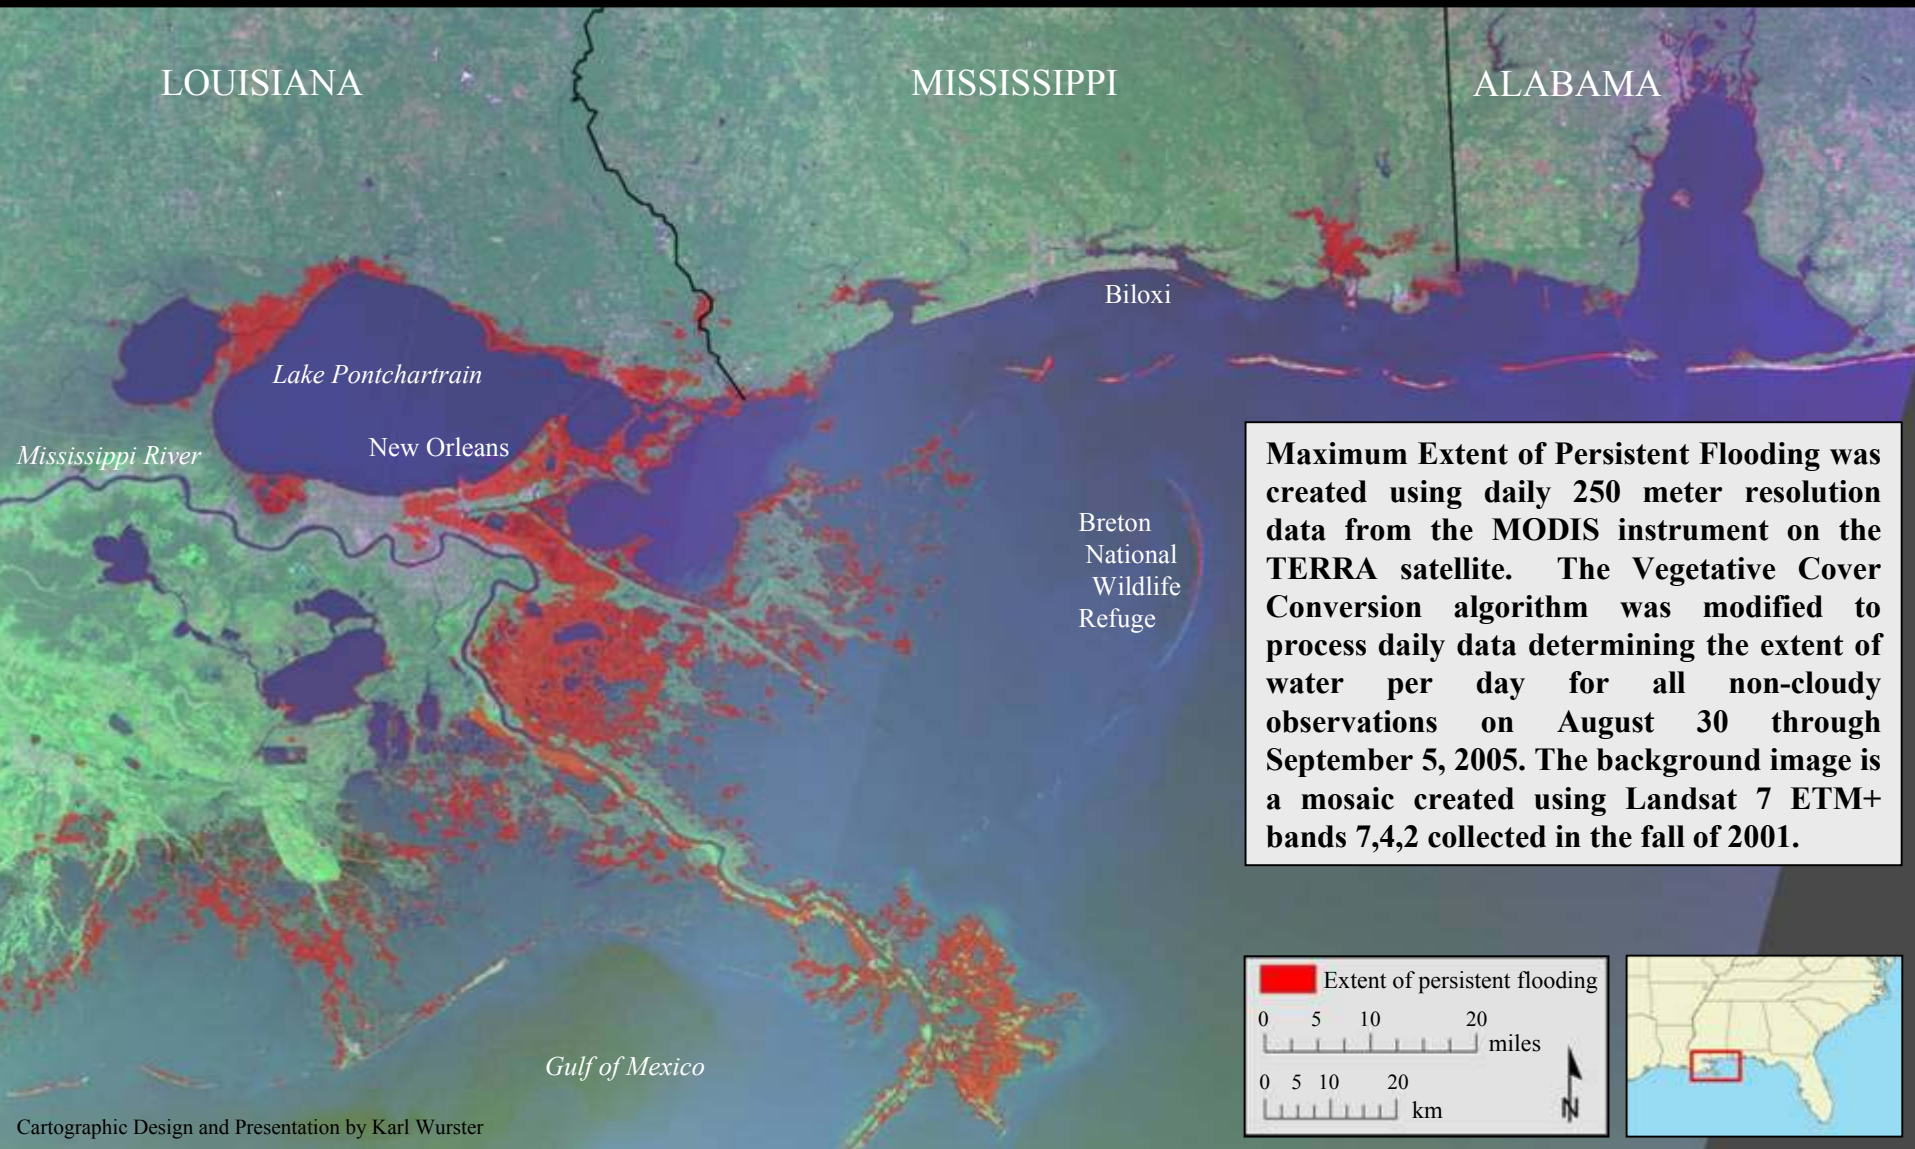 LOUISIANA
MISSISSIPPI
ALABAMA
Biloxi
Lake Pontchartrain
New Orleans
Mississippi River
Breton
National
Wildlife
Refuge
Maximum Extent of Persistent Flooding was
created using daily 250 meter resolution
data from the MODIS instrument on the
TERRA satellite. The Vegetative Cover
Conversion algorithm was modified to
process daily data determining the extent of
water per day for all non-cloudy
observations on August 30 through
September 5, 2005. The background image is
a mosaic created using Landsat 7 ETM+
bands 7,4,2 collected in the fall of 2001.
Extent of persistent flooding
0 5 10 20
miles
0 5 10 20
km
N
Gulf of Mexico
Cartographic Design and Presentation by Karl Wurster